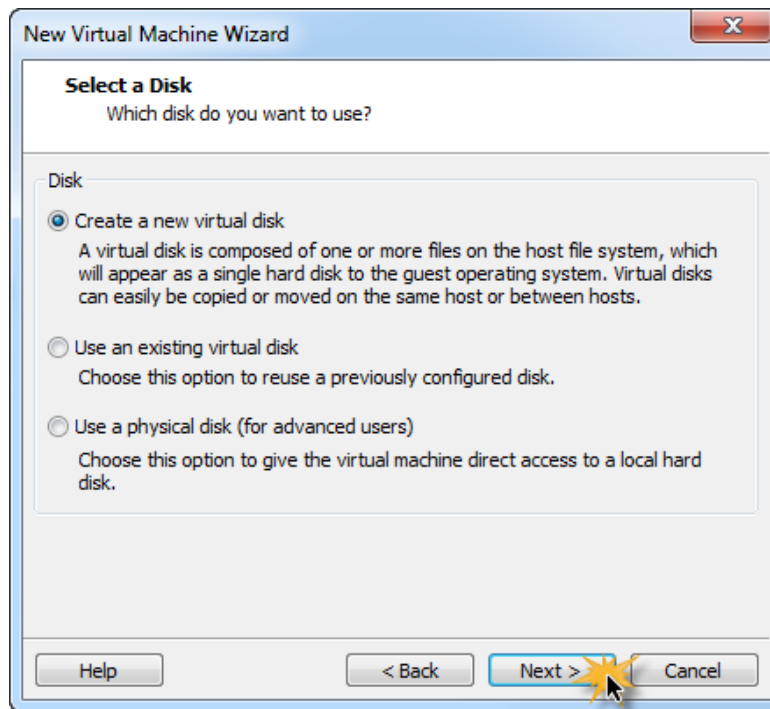 New Virtual Machine Wizard
Select a Disk
Which disk do you want to use?
Disk
Create a new virtual disk
A virtual disk is composed of one or more files on the host file system, which
will appear as a single hard disk to the guest operating system. Virtual disks
can easily be copied or moved on the same host or between hosts.
Use an existing virtual disk
Choose this option to reuse a previously configured disk.
Use a physical disk (for advanced users)
Choose this option to give the virtual machine direct access to a local hard
disk.
Help < Back Next > Cancel